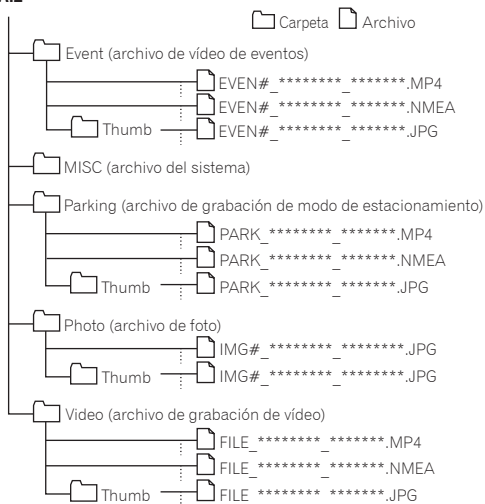 Carpeta Archivo
Event (archivo de vídeo de eventos)
EVEN#_********_*******.MP4
EVEN#_********_*******.NMEA
Thumb EVEN#_********_*******.JPG
MISC (archivo del sistema)
Parking (archivo de grabación de modo de estacionamiento)
PARK_********_*******.MP4
PARK_********_*******.NMEA
Thumb PARK_********_*******.JPG
Photo (archivo de foto)
IMG#_********_*******.JPG
Thumb IMG#_********_*******.JPG
Video (archivo de grabación de vídeo)
FILE_********_*******.MP4
FILE_********_*******.NMEA
Thumb FILE_********_*******.JPG